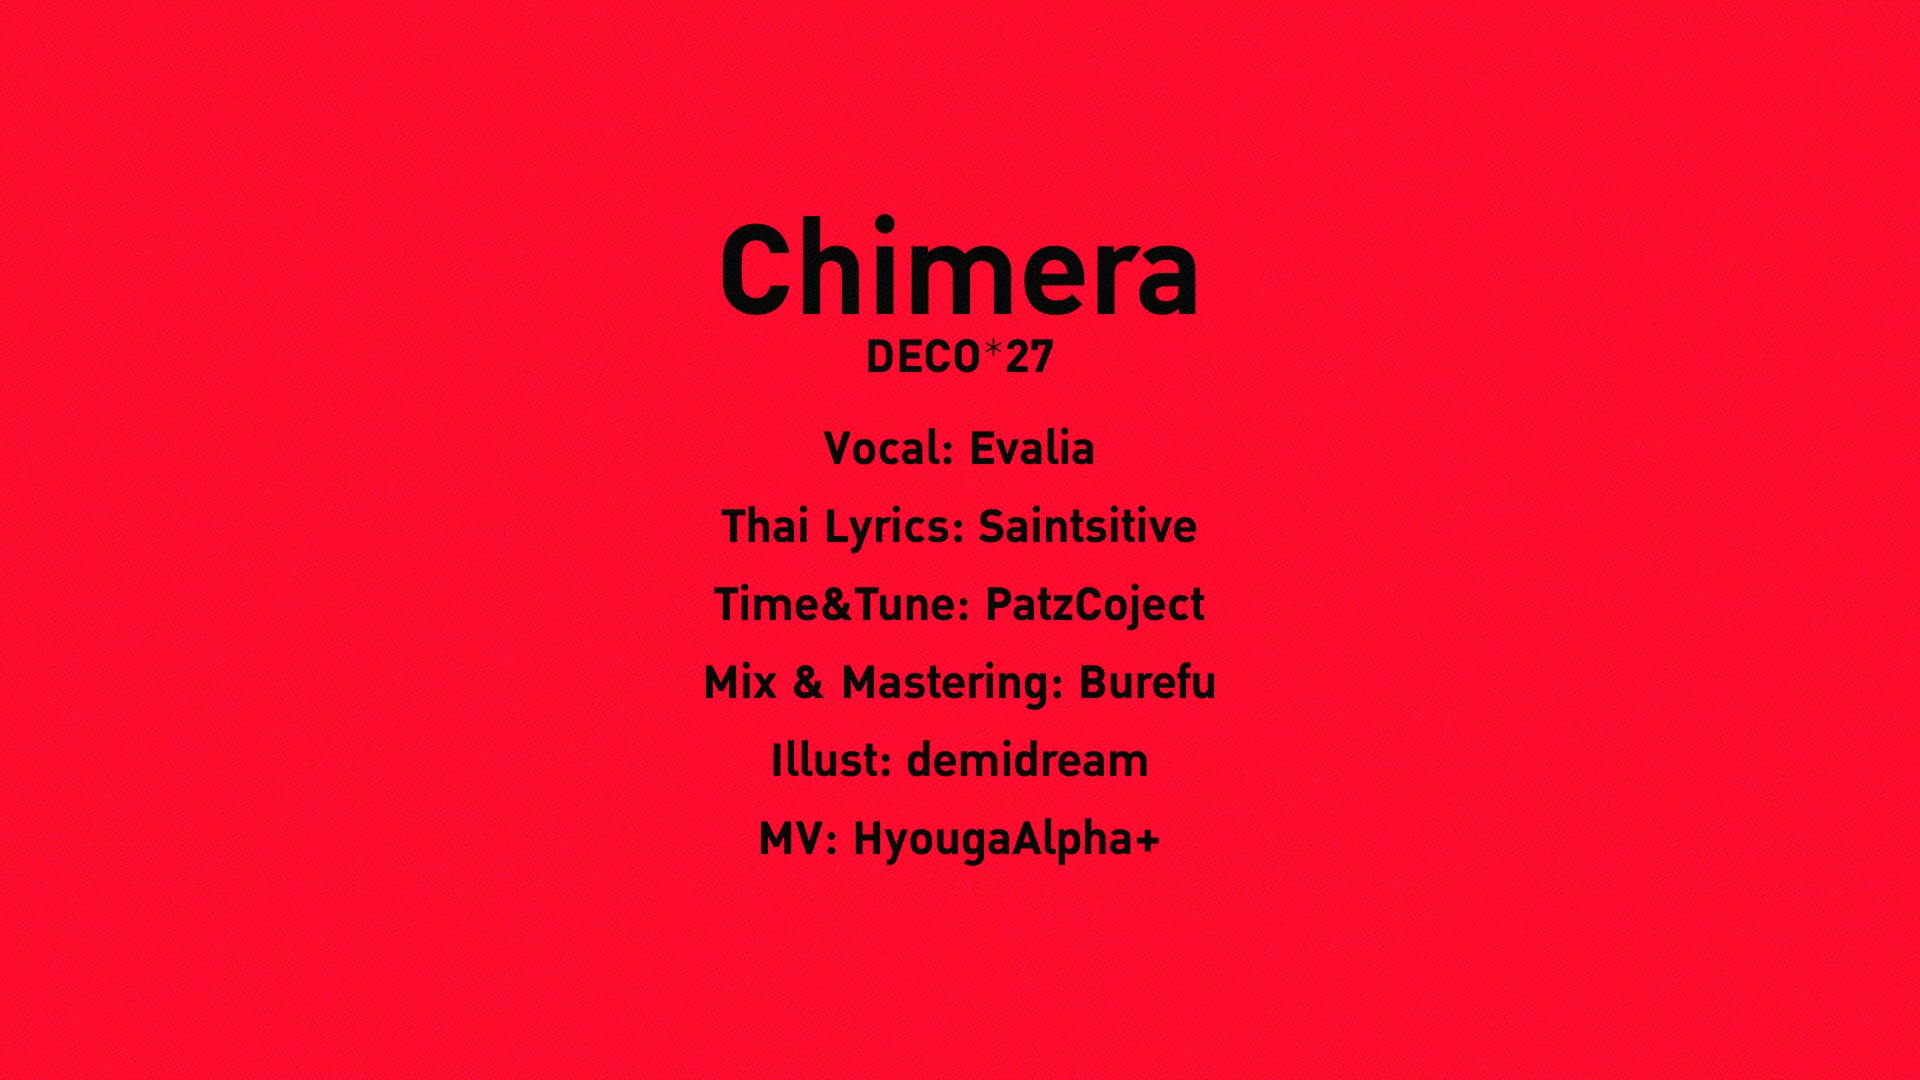 Chimera
DECO*27
Vocal: Evalia
Thai Lyrics: Saintsitive
Time&Tune: PatzCoject
Mix & Mastering: Burefu
Illust: demidream
MV: HyougaAlpha+